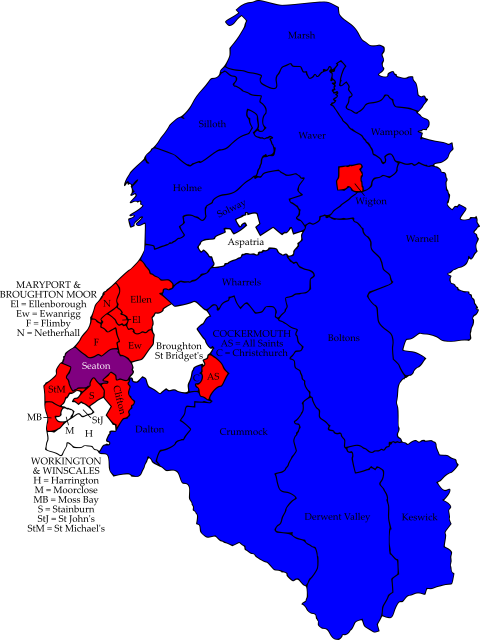 Marsh
Silloth
Waver
Wampool
Holme
Wigton
Solway
Aspatria
Warnell
Wharrels
MARYPORT &
BROUGHTON MOOR
El = Ellenborough
Ew = Ewanrigg
F = Flimby
N = Netherhall
Ellen
N
El
F
Ew
Broughton
St Bridget's
COCKERMOUTH
AS = All Saints
C = Christchurch
Boltons
Seaton
AS
StM
S
Clifton
MB
M
StJ
H
Dalton
Crummock
WORKINGTON
& WINSCALES
H = Harrington
M = Moorclose
MB = Moss Bay
S = Stainburn
StJ = St John's
StM = St Michael's
Derwent Valley
Keswick